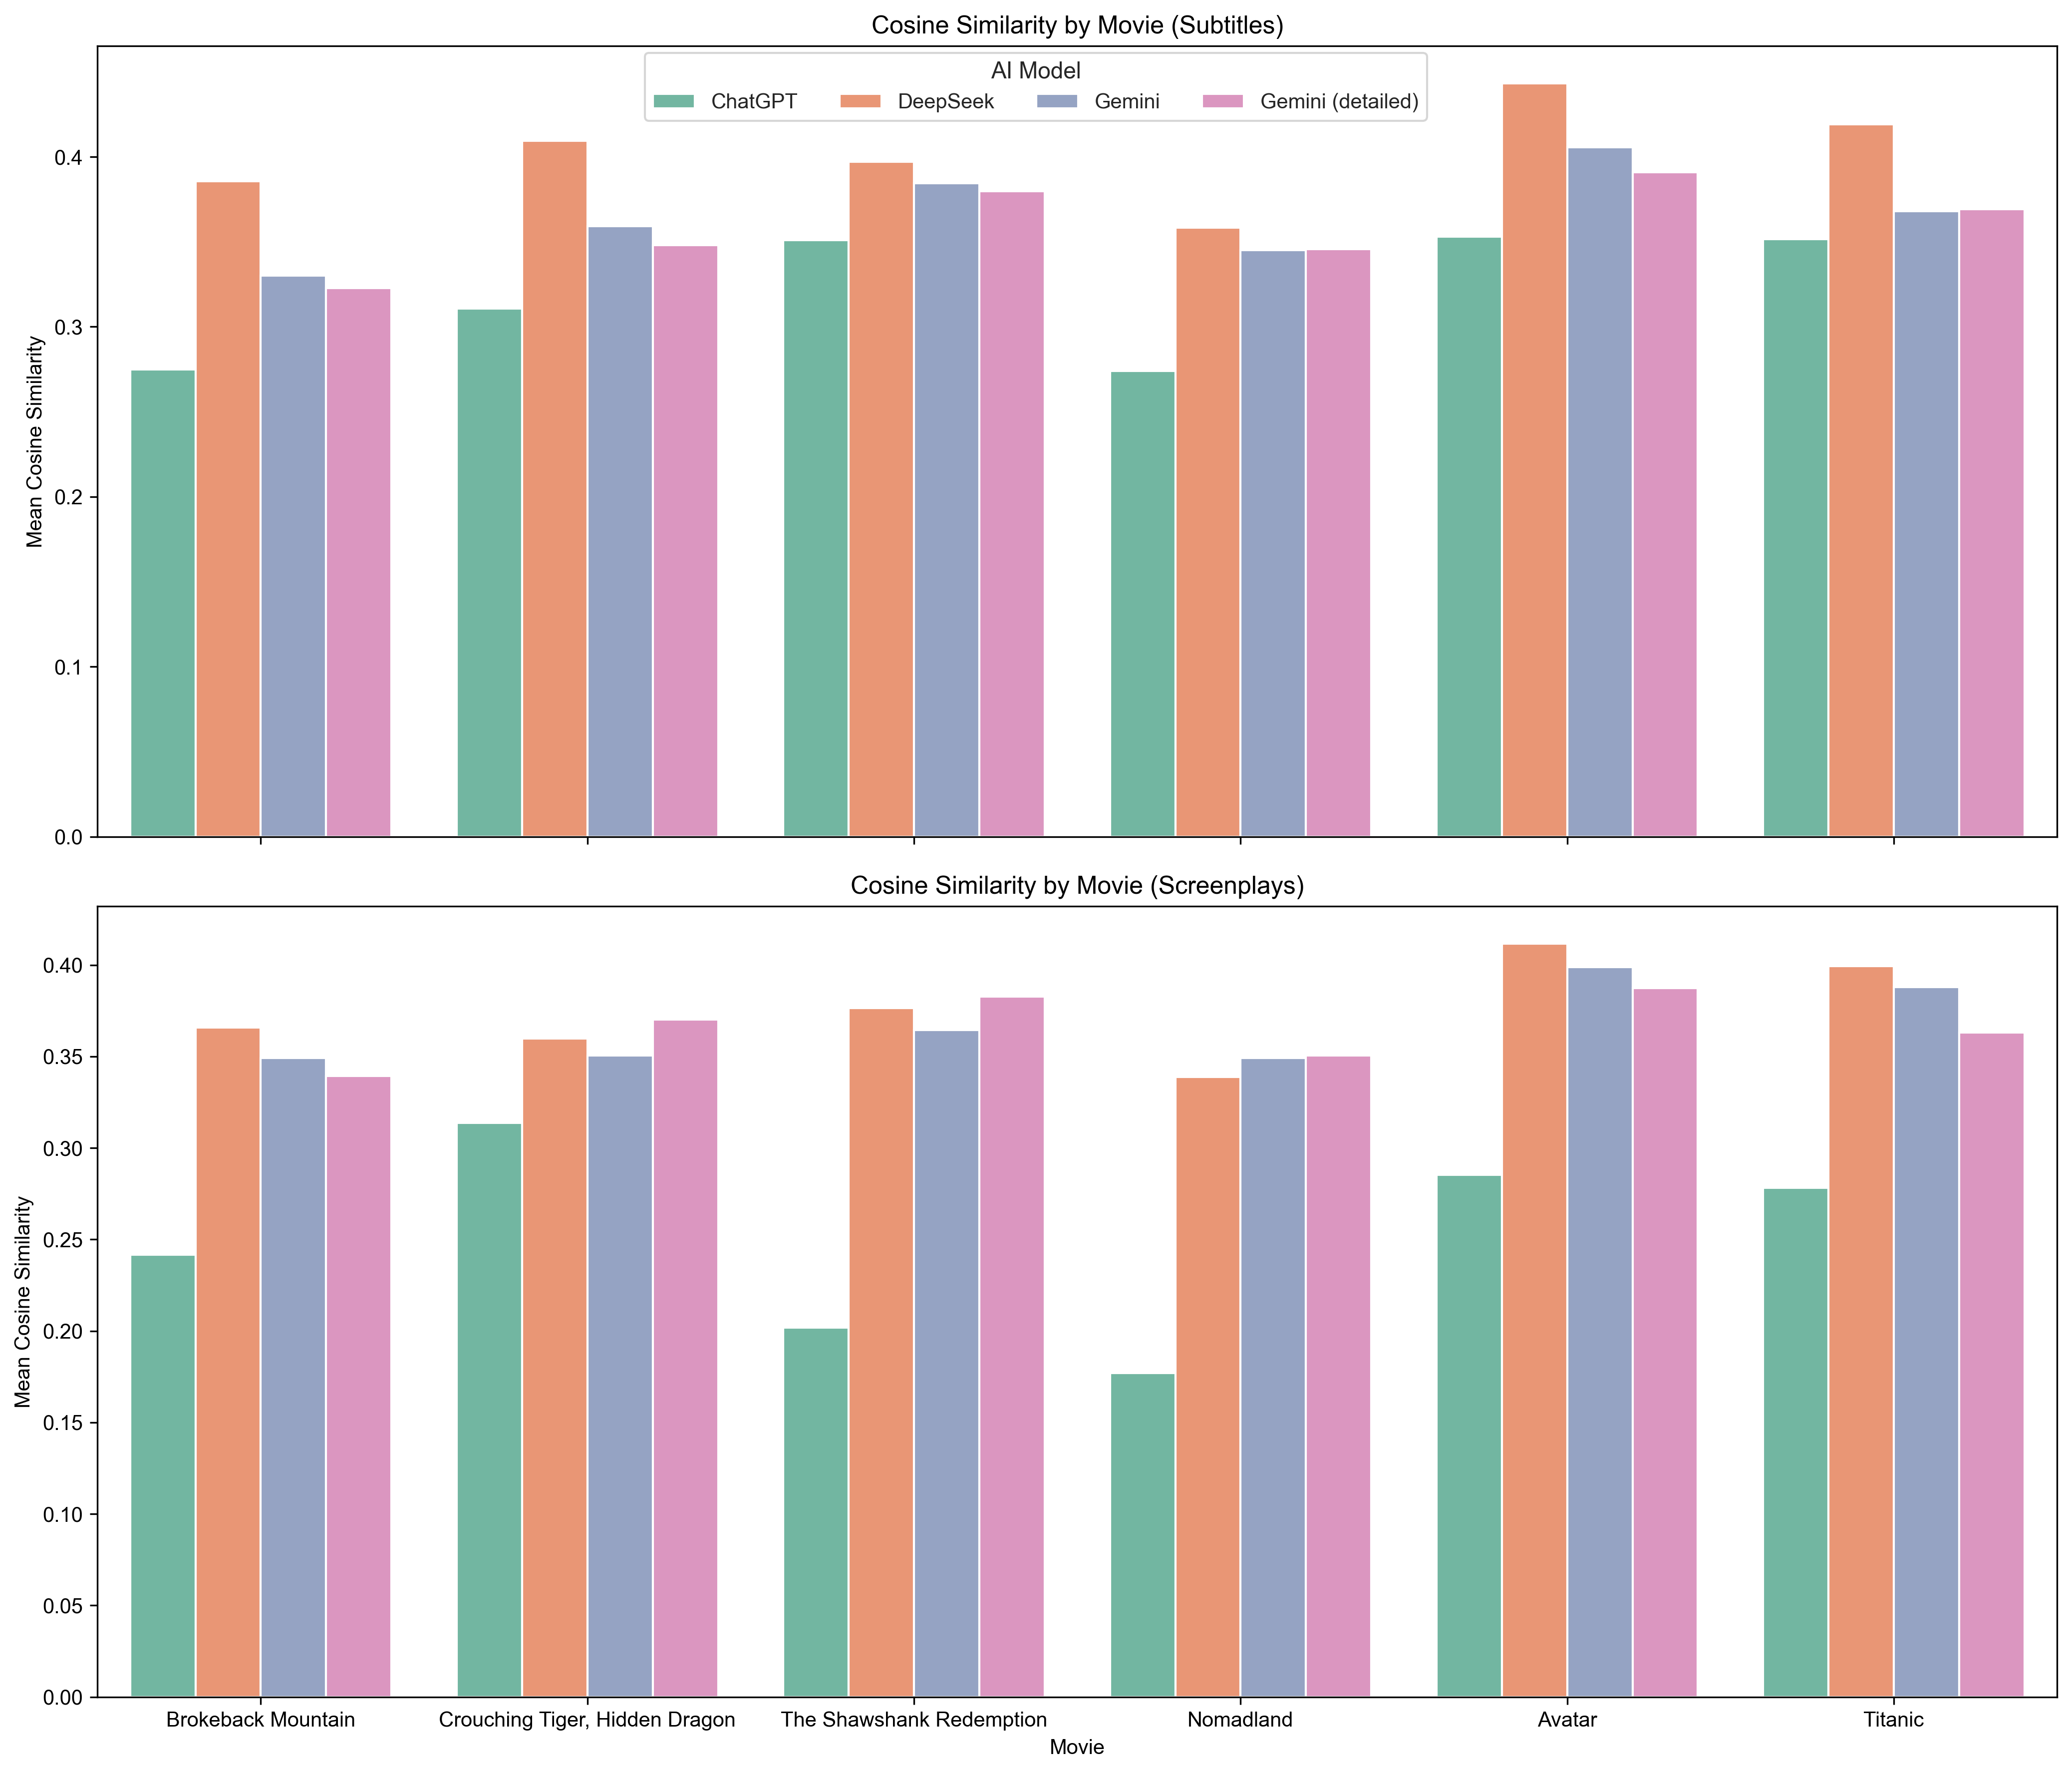 Cosine Similarity by Movie (Subtitles)
AI Model
ChatGPT DeepSeek Gemini Gemini (detailed)
Mean Cosine Similarity
0.4
0.3
0.2
0.1
0.0
Cosine Similarity by Movie (Screenplays)
Mean Cosine Similarity
0.40
0.35
0.30
0.25
0.20
0.15
0.10
0.05
0.00
Brokeback Mountain Crouching Tiger, Hidden Dragon The Shawshank Redemption Nomadland Avatar Titanic
Movie